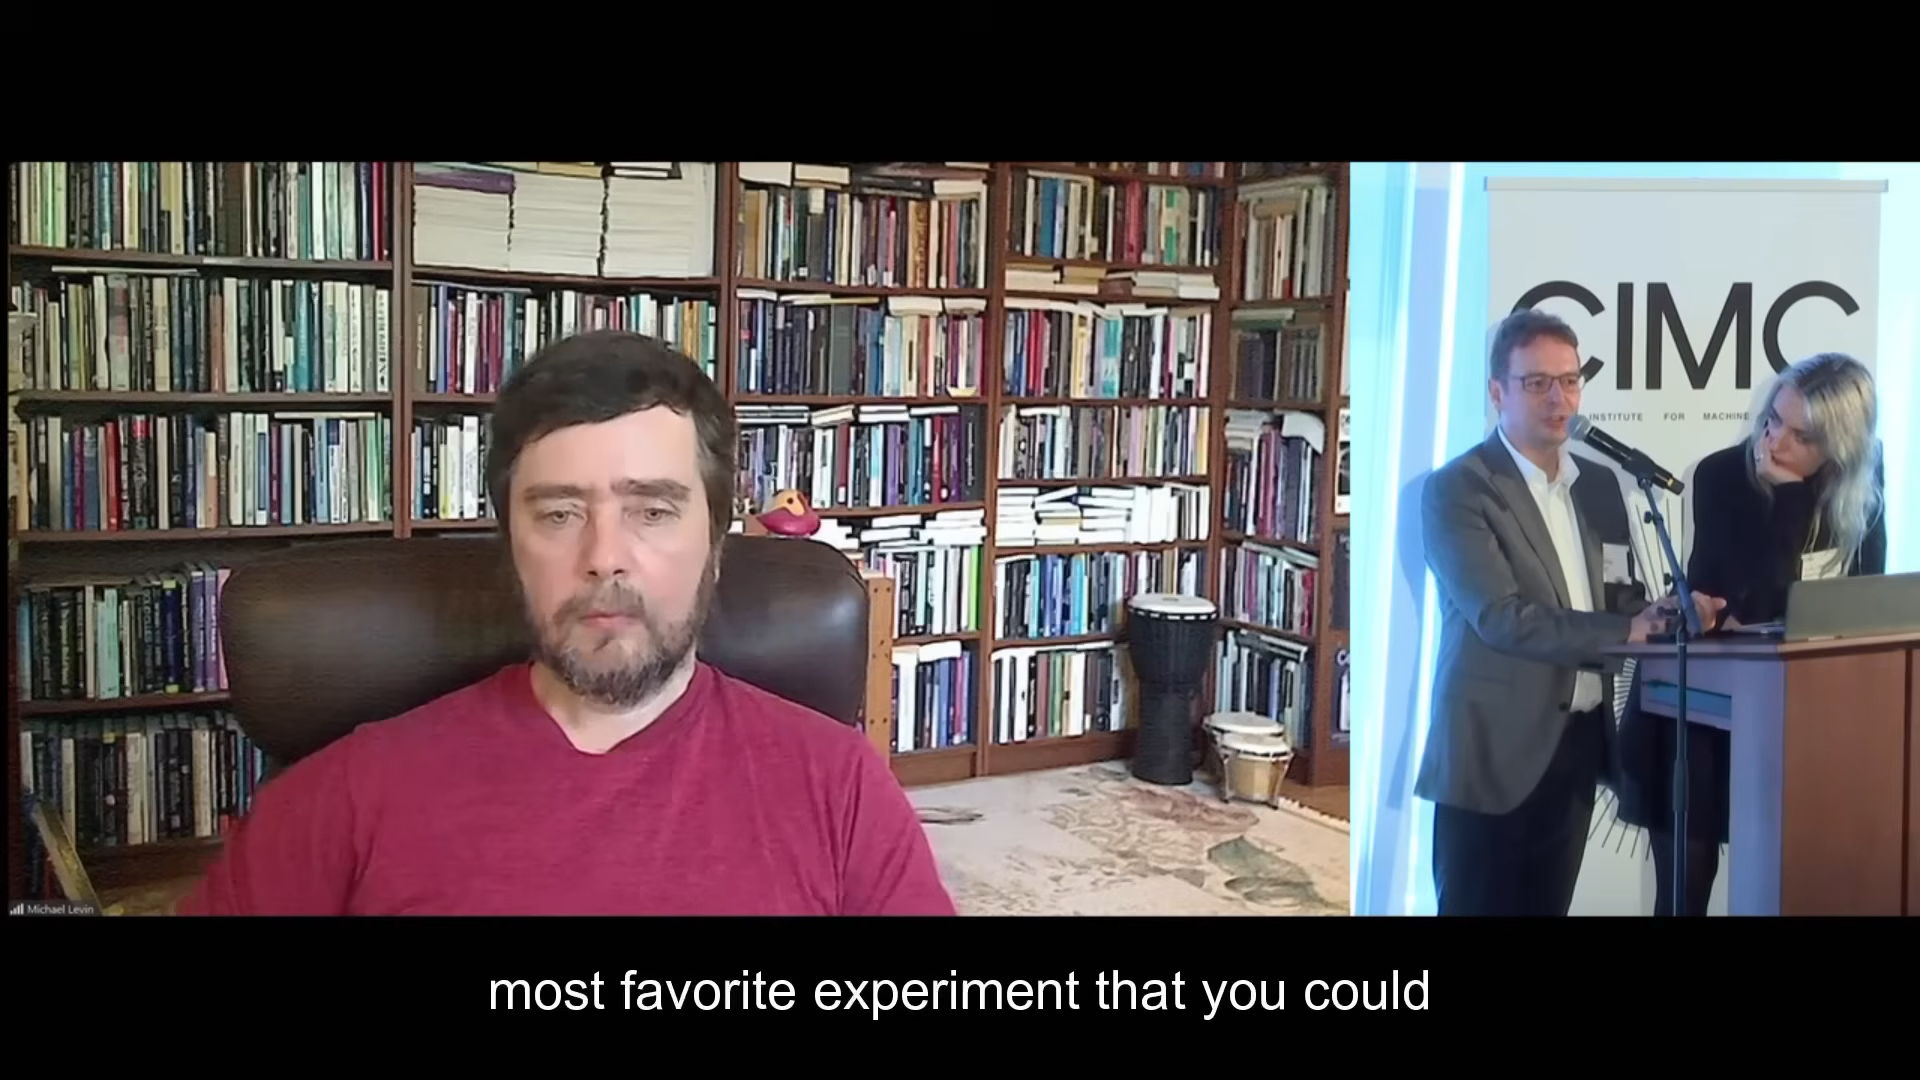 CIMC
INSTITUTE FOR MACHINE
Michael Levin
most favorite experiment that you could